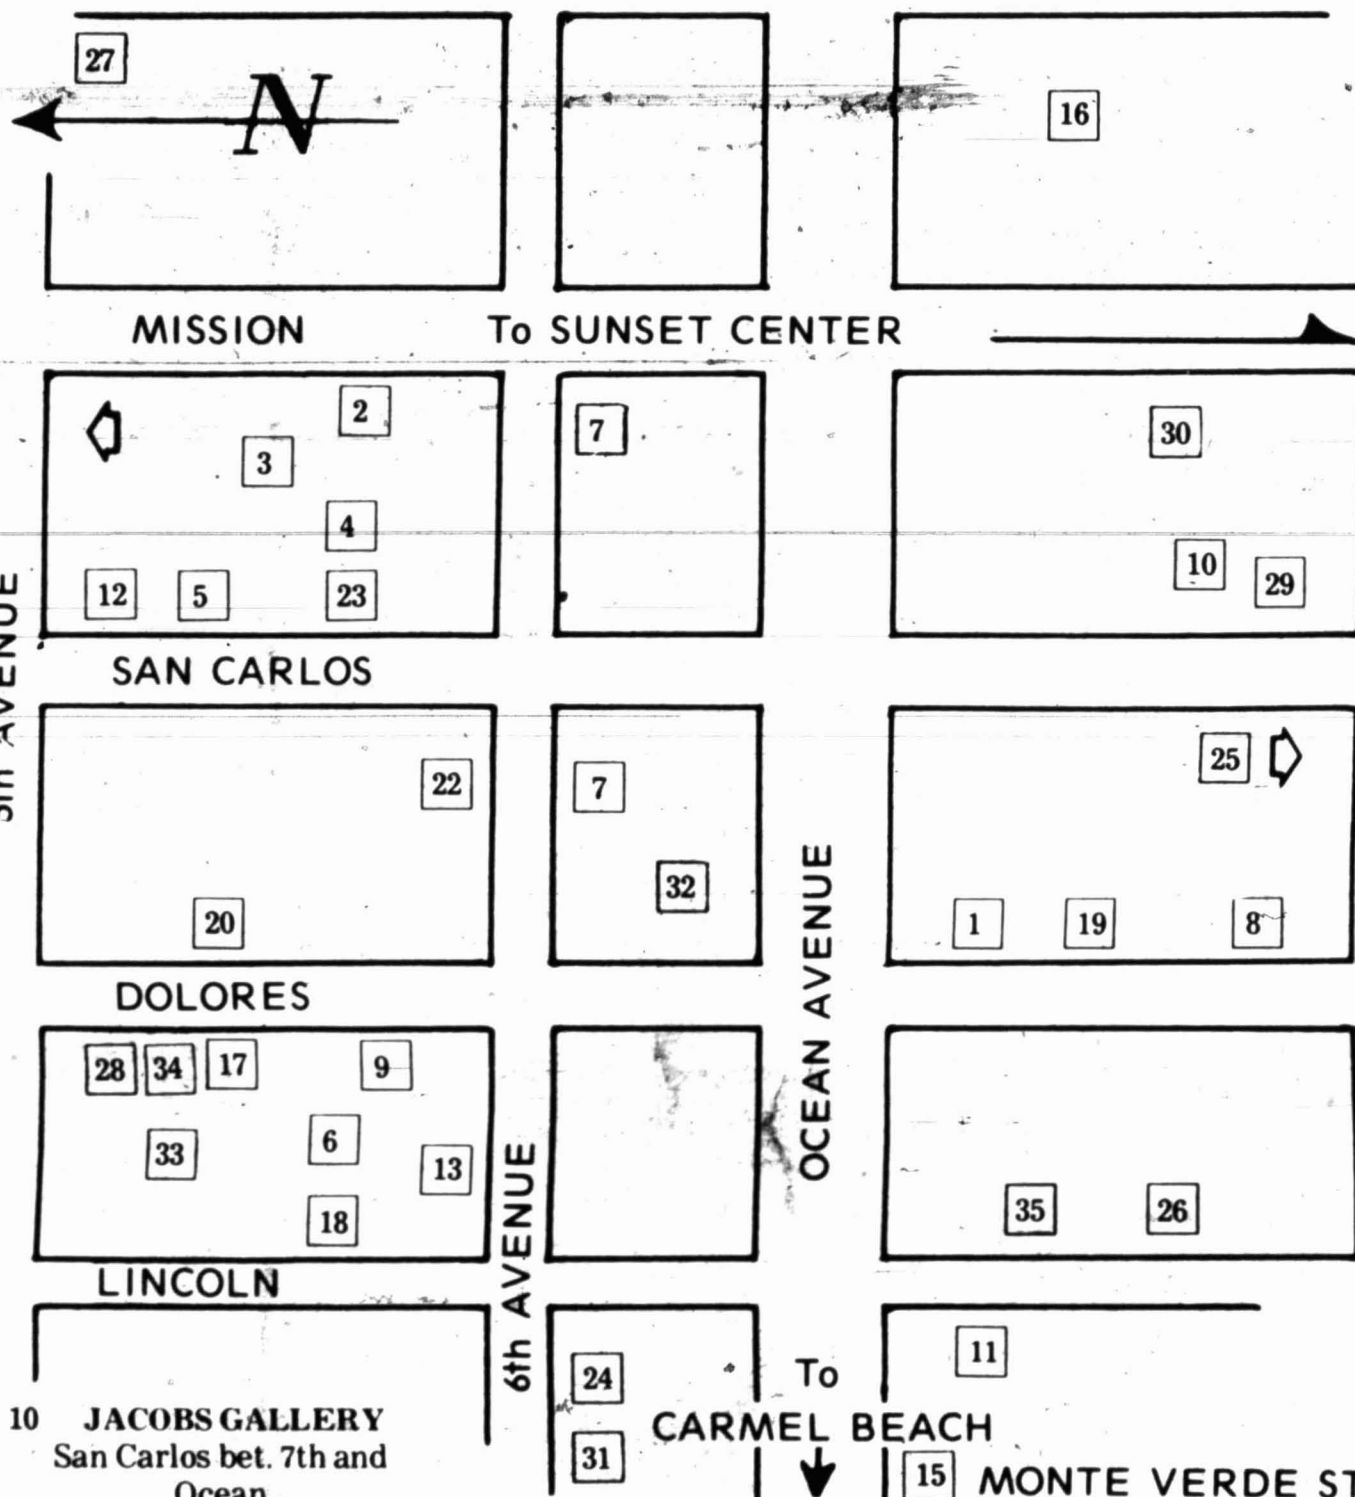 27
N
16
MISSION To SUNSET CENTER
2
3
7
30
4
10
29
12 5 23
5th AVENUE
SAN CARLOS
25
22
7
32
20
1 19 8
OCEAN AVENUE
DOLORES
28 34 17 9
6
33
13
18
35 26
6th AVENUE
LINCOLN
11
24
To
CARMEL BEACH
31
15 MONTE VERDE ST
10 JACOBS GALLERY
San Carlos bet. 7th and
Ocean